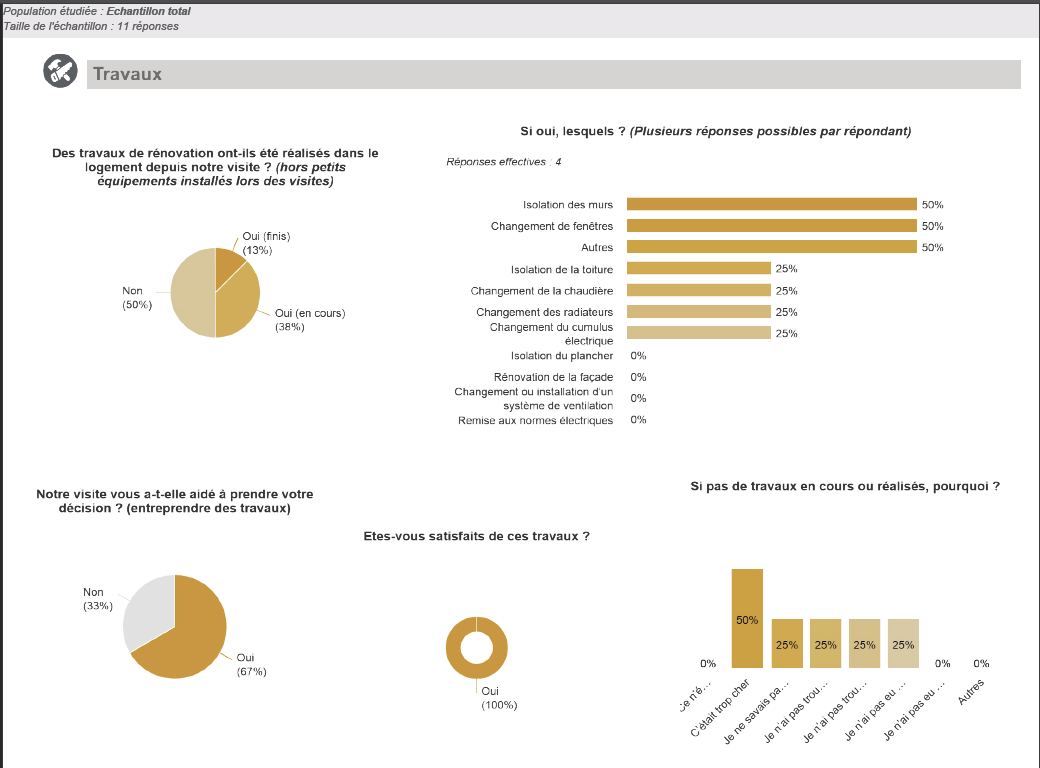 Population étudiée : Echantillon total
Taille de l'échantillon : 11 réponses
Travaux
Des travaux de rénovation ont-ils été réalisés dans le
logement depuis notre visite ? (hors petits
équipements installés lors des visites)
Oui (finis)
(13%)
Non
(50%)
Oui (en cours)
(38%)
Si oui, lesquels ? (Plusieurs réponses possibles par répondant)
Réponses effectives : 4
Isolation des murs 50%
Changement de fenêtres 50%
Autres 50%
Isolation de la toiture 25%
Changement de la chaudière 25%
Changement des radiateurs 25%
Changement du cumulus
électrique 25%
Isolation du plancher 0%
Rénovation de la façade 0%
Changement ou installation d'un
système de ventilation 0%
Remise aux normes électriques 0%
Notre visite vous a-t-elle aidé à prendre votre
décision ? (entreprendre des travaux)
Non
(33%)
Oui
(67%)
Etes-vous satisfaits de ces travaux ?
Oui
(100%)
Si pas de travaux en cours ou réalisés, pourquoi ?
0% 50% 25% 25% 25% 25% 0% 0%
n'é...
C'était trop cher
Je ne savais pa...
Je n'ai pas trou...
Je n'ai pas trou...
Je n'ai pas eu ...
Je n'ai pas eu ...
Autres